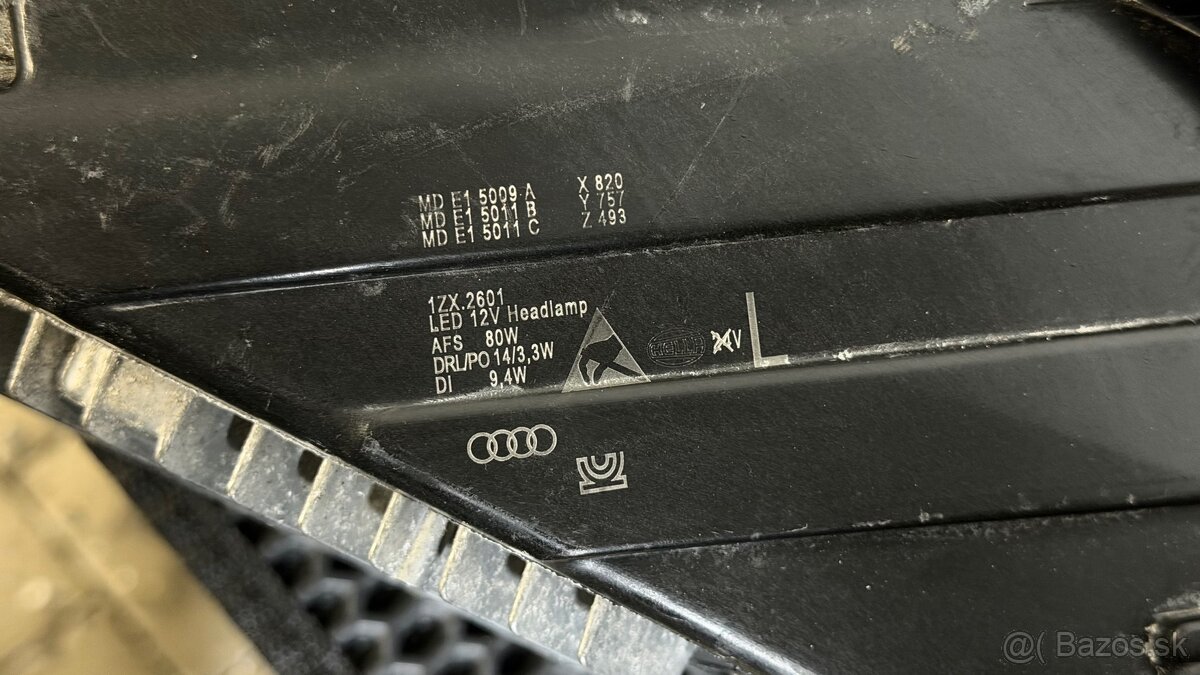 MD E1 5009 A X 820
MD E1 5011 B Y 757
MD E1 5011 C Z 493
1ZX.2601
LED 12V Headlamp
AFS 80W
DRL/PO 14/3,3W
DI 9,4W
HELLA
24V
L
@( Bazos.sk